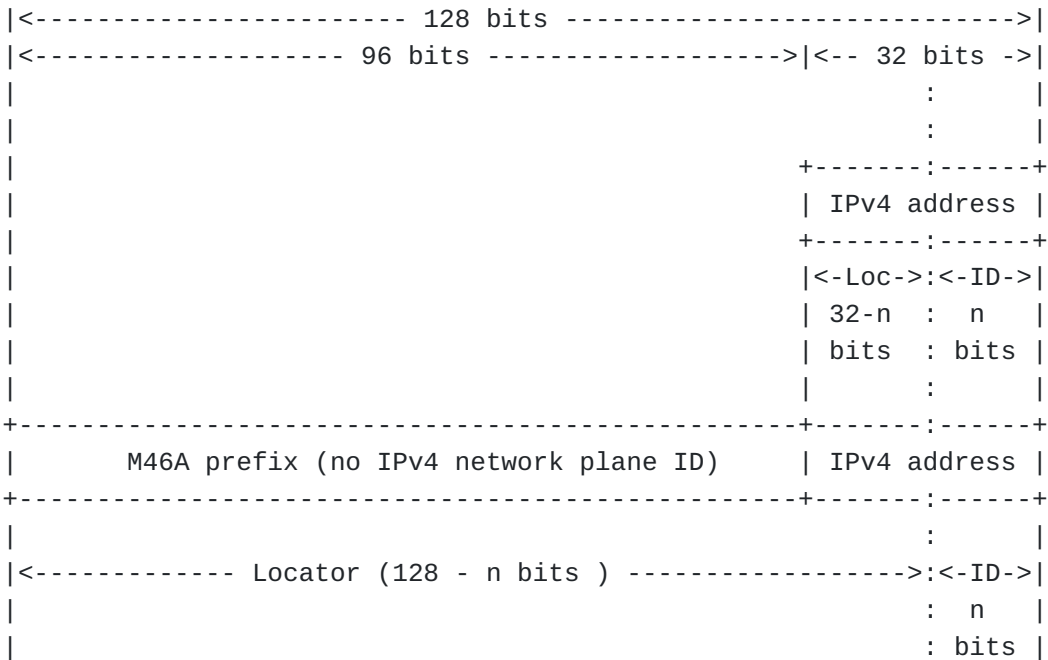 |<------------------------ 128 bits ----------------------------->|
|<-------------------- 96 bits ------------------->|<-- 32 bits ->|
|                                                          :      |
|                                                          :      |
|                                                  +-------:------+
|                                                  | IPv4 address |
|                                                  +-------:------+
|                                                  |<-Loc->:<-ID->|
|                                                  | 32-n  :  n   |
|                                                  | bits  : bits |
|                                                  |       :      |
+--------------------------------------------------+-------:------+
|       M46A prefix (no IPv4 network plane ID)     | IPv4 address |
+--------------------------------------------------+-------:------+
|                                                          :      |
|<------------- Locator (128 - n bits ) ------------------>:<-ID->|
|                                                          :  n   |
|                                                          : bits |